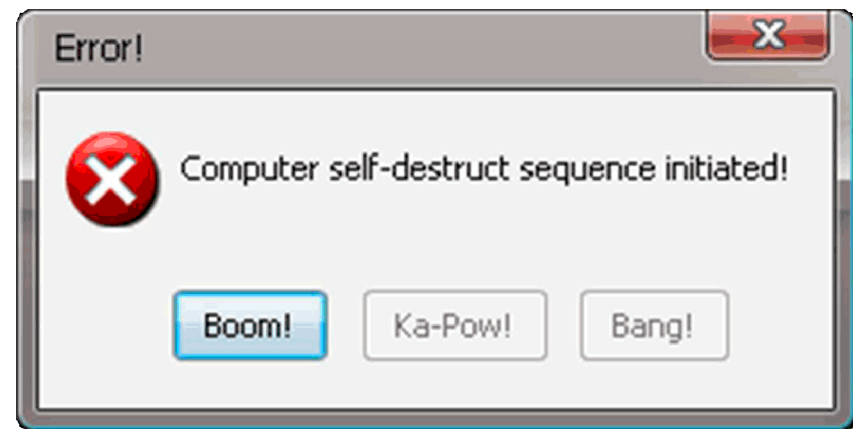 Error!
Computer self-destruct sequence initiated!
Boom!
Ka-Pow!
Bang!